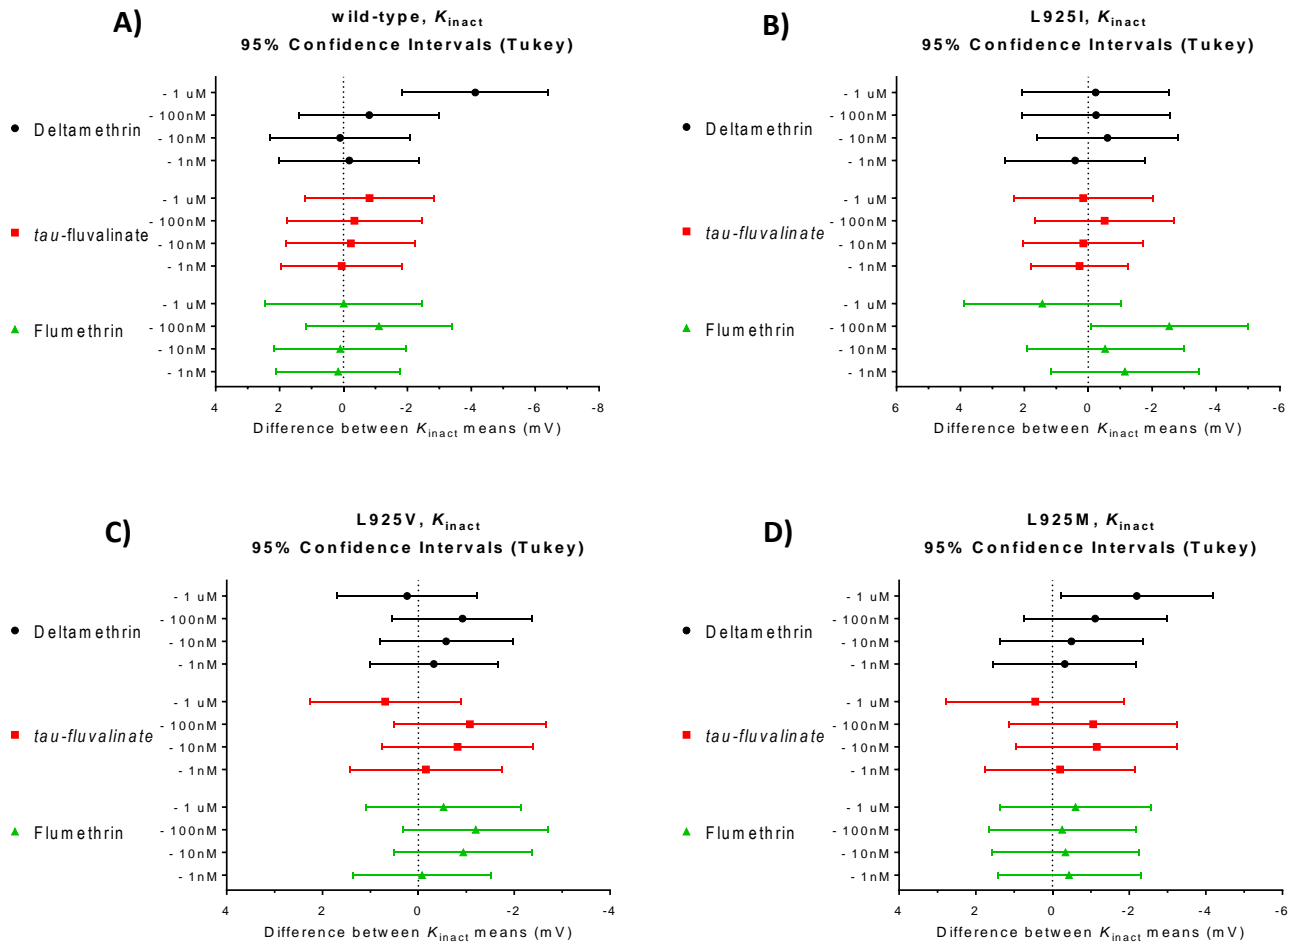 A)
wild-type, Kinact
95% Confidence Intervals (Tukey)
- 1 uM
- 100nM
- 10nM
- 1nM
Deltamethrin
- 1 uM
- 100nM
- 10nM
- 1nM
tau-fluvalinate
- 1 uM
- 100nM
- 10nM
- 1nM
Flumethrin
4 2 0 -2 -4 -6 -8
Difference between Kinact means (mV)
B)
L925I, Kinact
95% Confidence Intervals (Tukey)
- 1 uM
- 100nM
- 10nM
- 1nM
Deltamethrin
- 1 uM
- 100nM
- 10nM
- 1nM
tau-fluvalinate
- 1 uM
- 100nM
- 10nM
- 1nM
Flumethrin
6 4 2 0 -2 -4 -6
Difference between Kinact means (mV)
C)
L925V, Kinact
95% Confidence Intervals (Tukey)
- 1 uM
- 100nM
- 10nM
- 1nM
Deltamethrin
- 1 uM
- 100nM
- 10nM
- 1nM
tau-fluvalinate
- 1 uM
- 100nM
- 10nM
- 1nM
Flumethrin
4 2 0 -2 -4
Difference between Kinact means (mV)
D)
L925M, Kinact
95% Confidence Intervals (Tukey)
- 1 uM
- 100nM
- 10nM
- 1nM
Deltamethrin
- 1 uM
- 100nM
- 10nM
- 1nM
tau-fluvalinate
- 1 uM
- 100nM
- 10nM
- 1nM
Flumethrin
4 2 0 -2 -4 -6
Difference between Kinact means (mV)